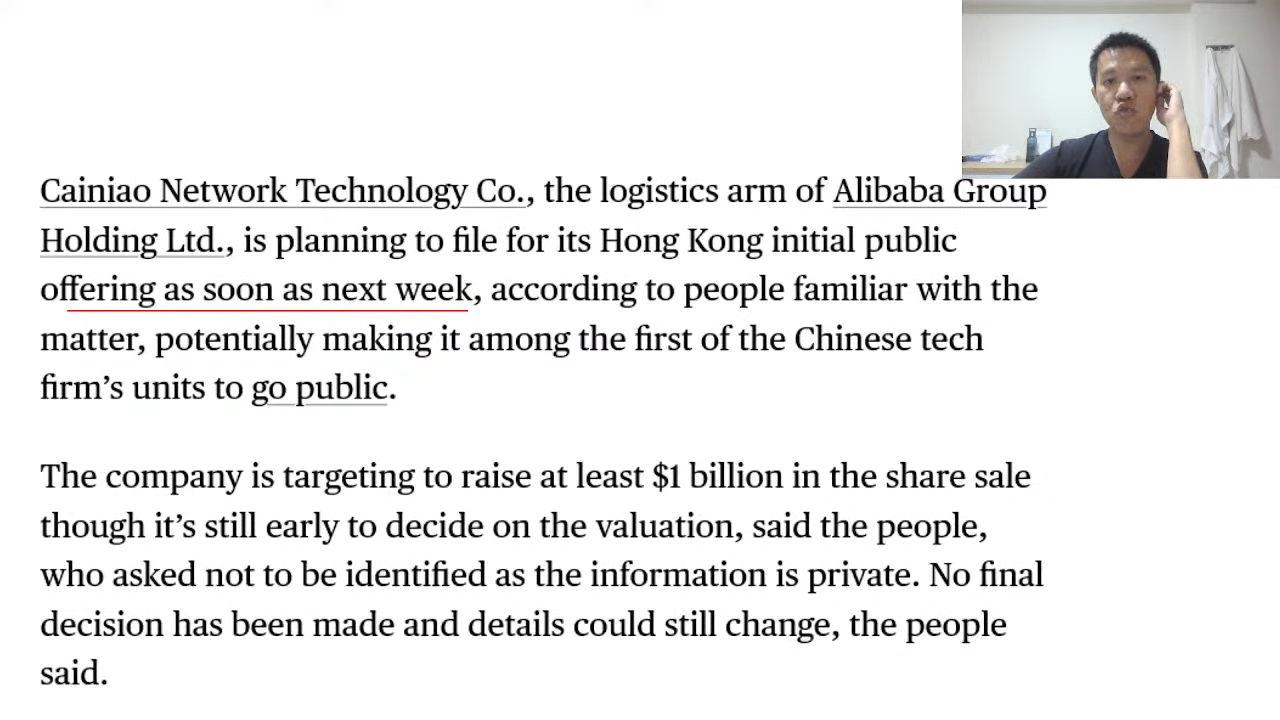 Cainiao Network Technology Co., the logistics arm of Alibaba Group
Holding Ltd., is planning to file for its Hong Kong initial public
offering as soon as next week, according to people familiar with the
matter, potentially making it among the first of the Chinese tech
firm’s units to go public.
The company is targeting to raise at least $1 billion in the share sale
though it’s still early to decide on the valuation, said the people,
who asked not to be identified as the information is private. No final
decision has been made and details could still change, the people
said.